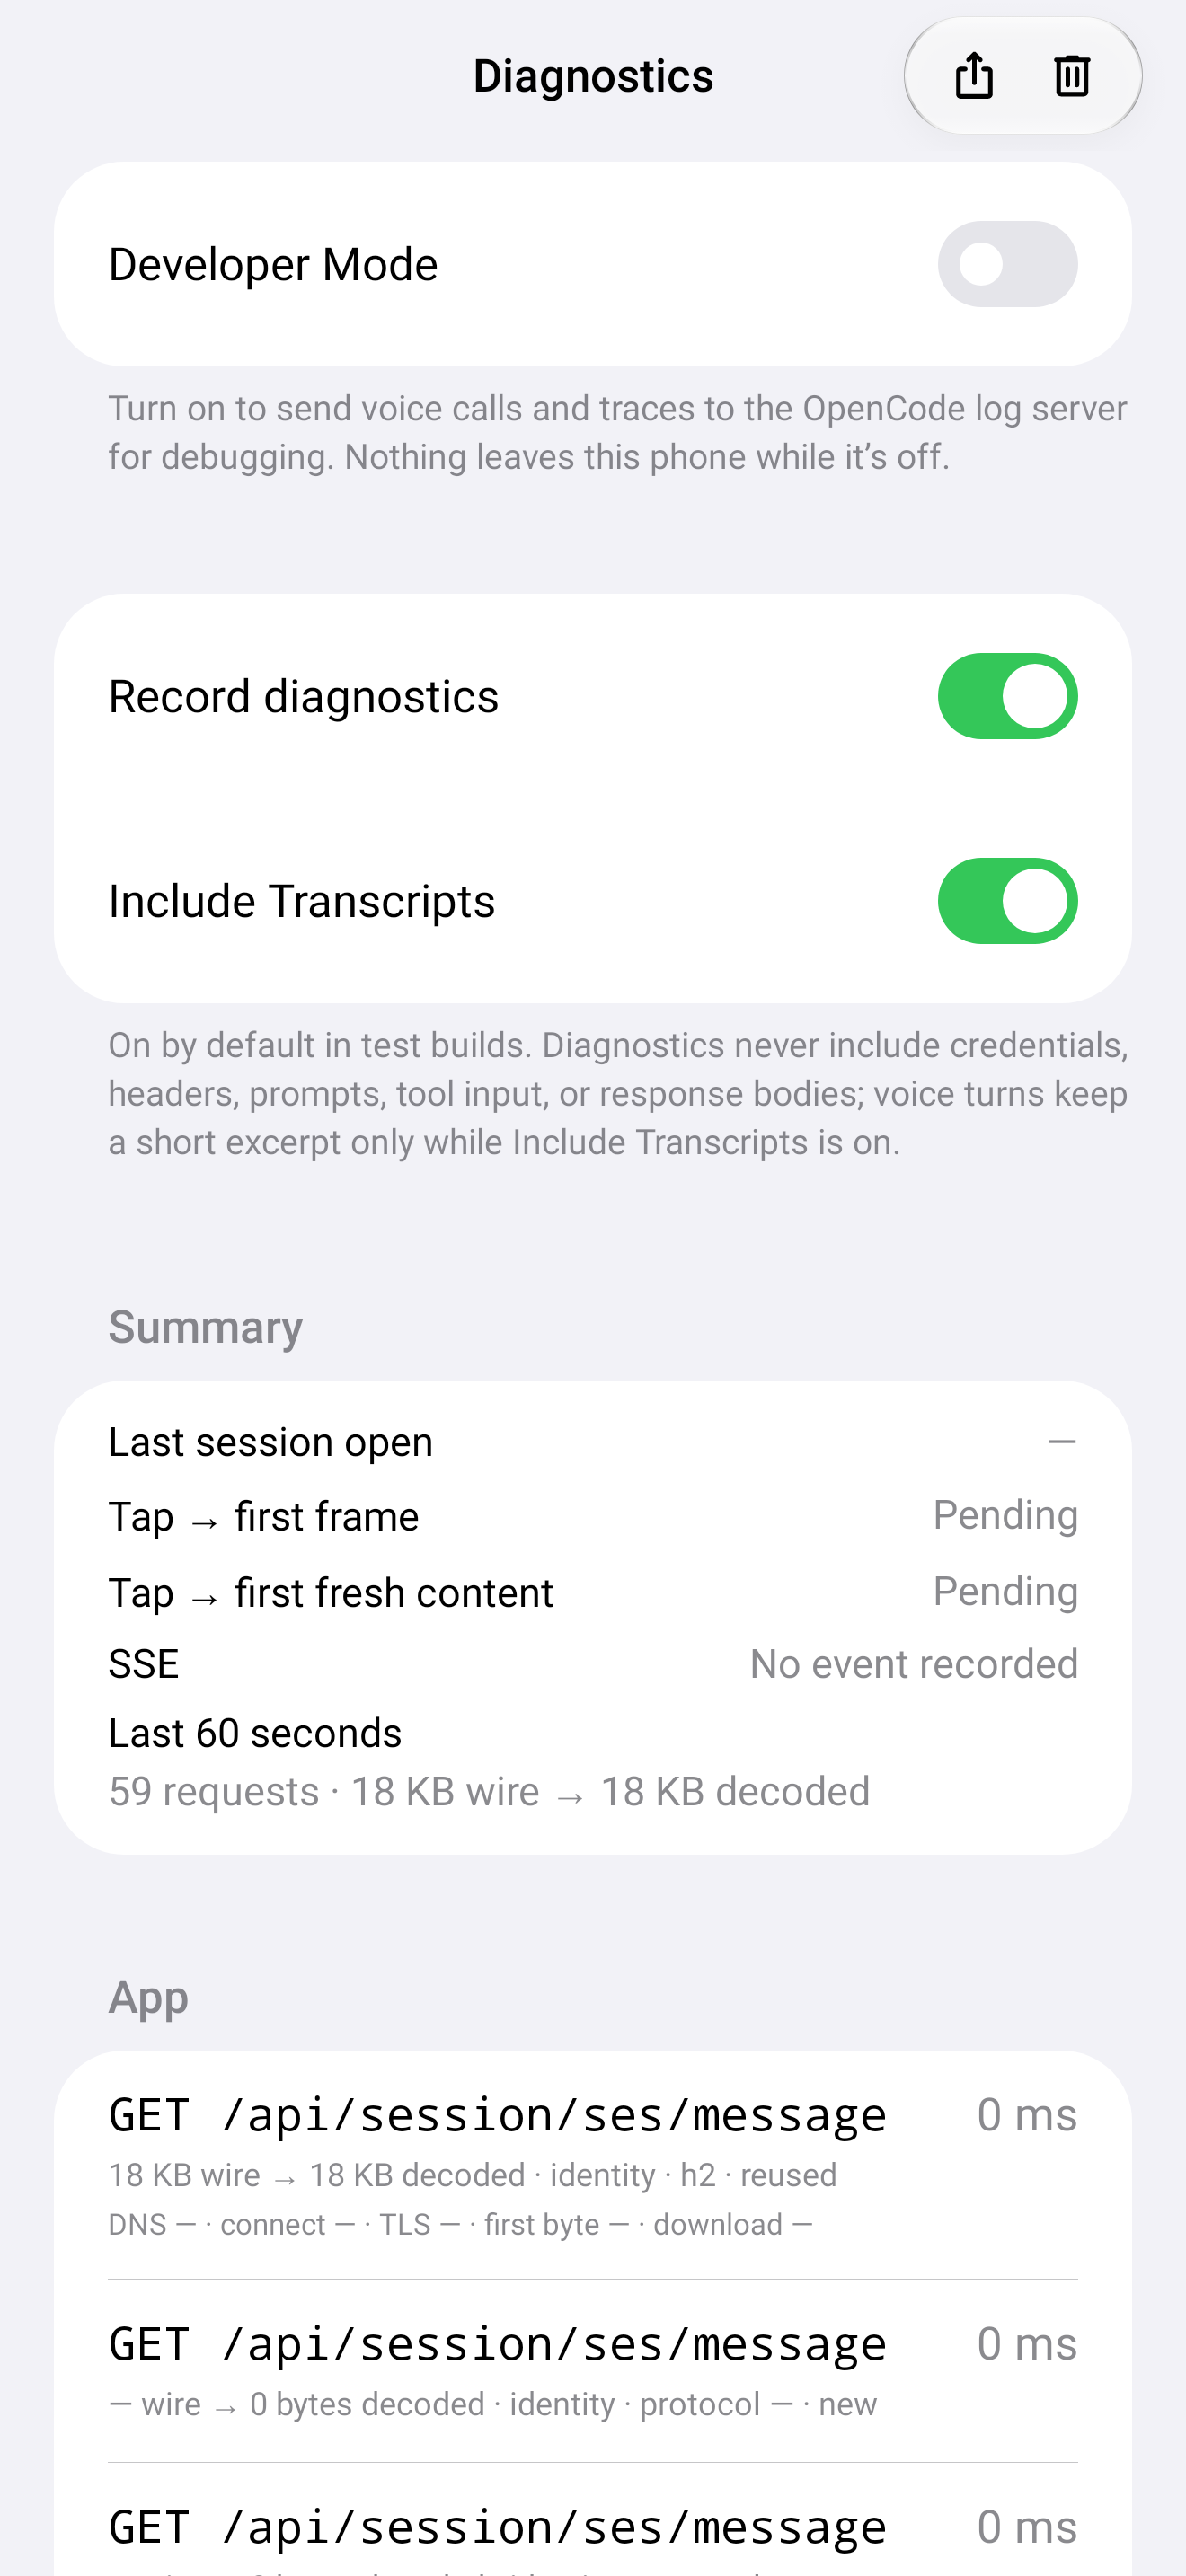 Diagnostics
Developer Mode
Turn on to send voice calls and traces to the OpenCode log server
for debugging. Nothing leaves this phone while it’s off.
Record diagnostics
Include Transcripts
On by default in test builds. Diagnostics never include credentials,
headers, prompts, tool input, or response bodies; voice turns keep
a short excerpt only while Include Transcripts is on.
Summary
Last session open —
Tap → first frame Pending
Tap → first fresh content Pending
SSE No event recorded
Last 60 seconds
59 requests · 18 KB wire → 18 KB decoded
App
GET /api/session/ses/message 0 ms
18 KB wire → 18 KB decoded · identity · h2 · reused
DNS — · connect — · TLS — · first byte — · download —
GET /api/session/ses/message 0 ms
— wire → 0 bytes decoded · identity · protocol — · new
GET /api/session/ses/message 0 ms